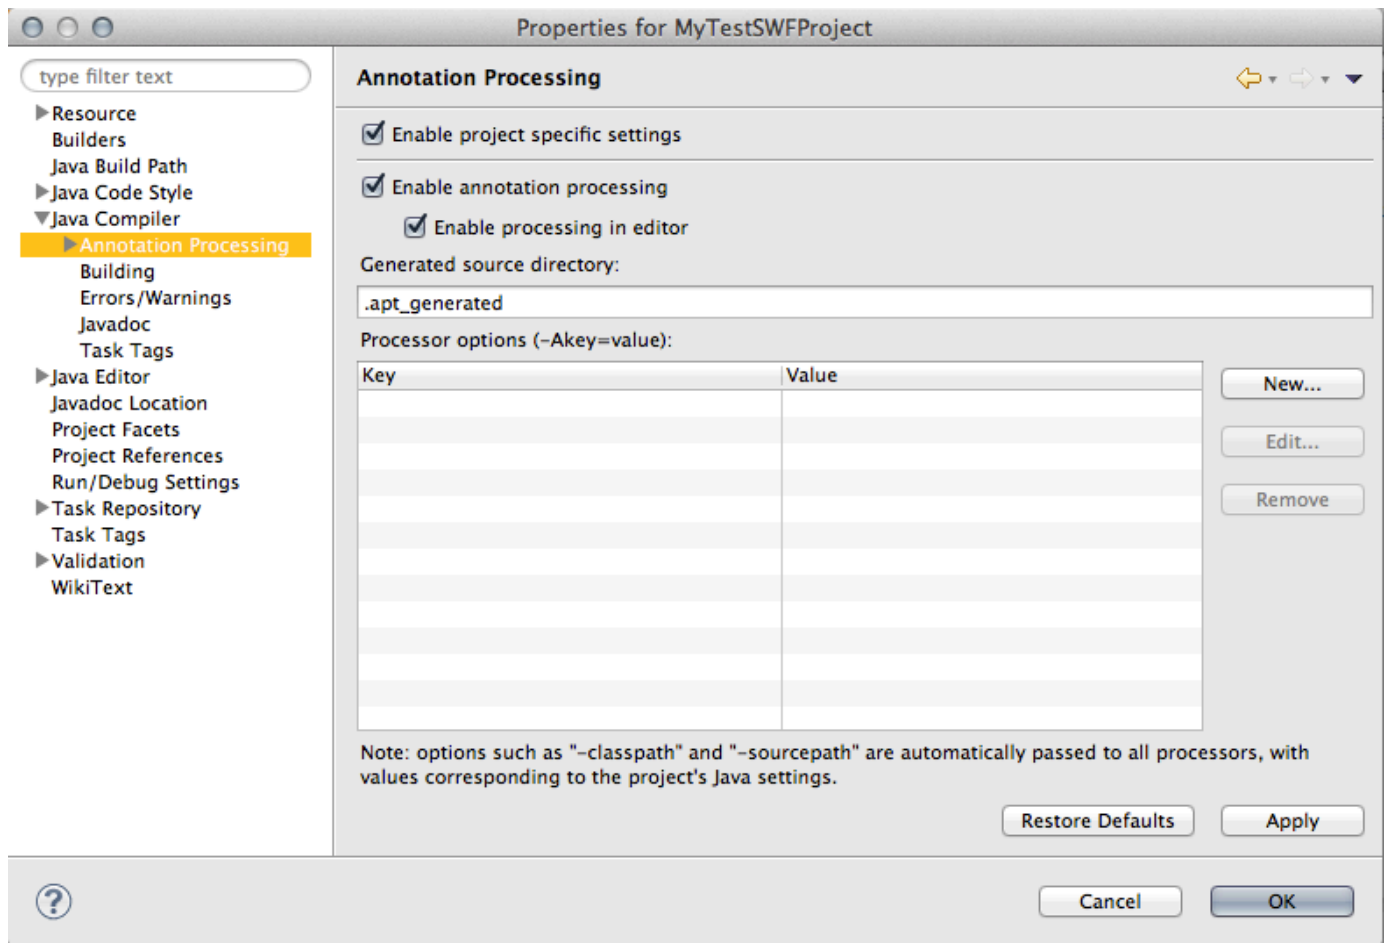 Properties for MyTestSWFProject
type filter text
Resource
Builders
Java Build Path
Java Code Style
Java Compiler
Annotation Processing
Building
Errors/Warnings
Javadoc
Task Tags
Java Editor
Javadoc Location
Project Facets
Project References
Run/Debug Settings
Task Repository
Task Tags
Validation
WikiText
Annotation Processing
Enable project specific settings
Enable annotation processing
Enable processing in editor
Generated source directory:
.apt_generated
Processor options (-Akey=value):
Key Value
New...
Edit...
Remove
Note: options such as "-classpath" and "-sourcepath" are automatically passed to all processors, with
values corresponding to the project's Java settings.
Restore Defaults Apply
? Cancel OK